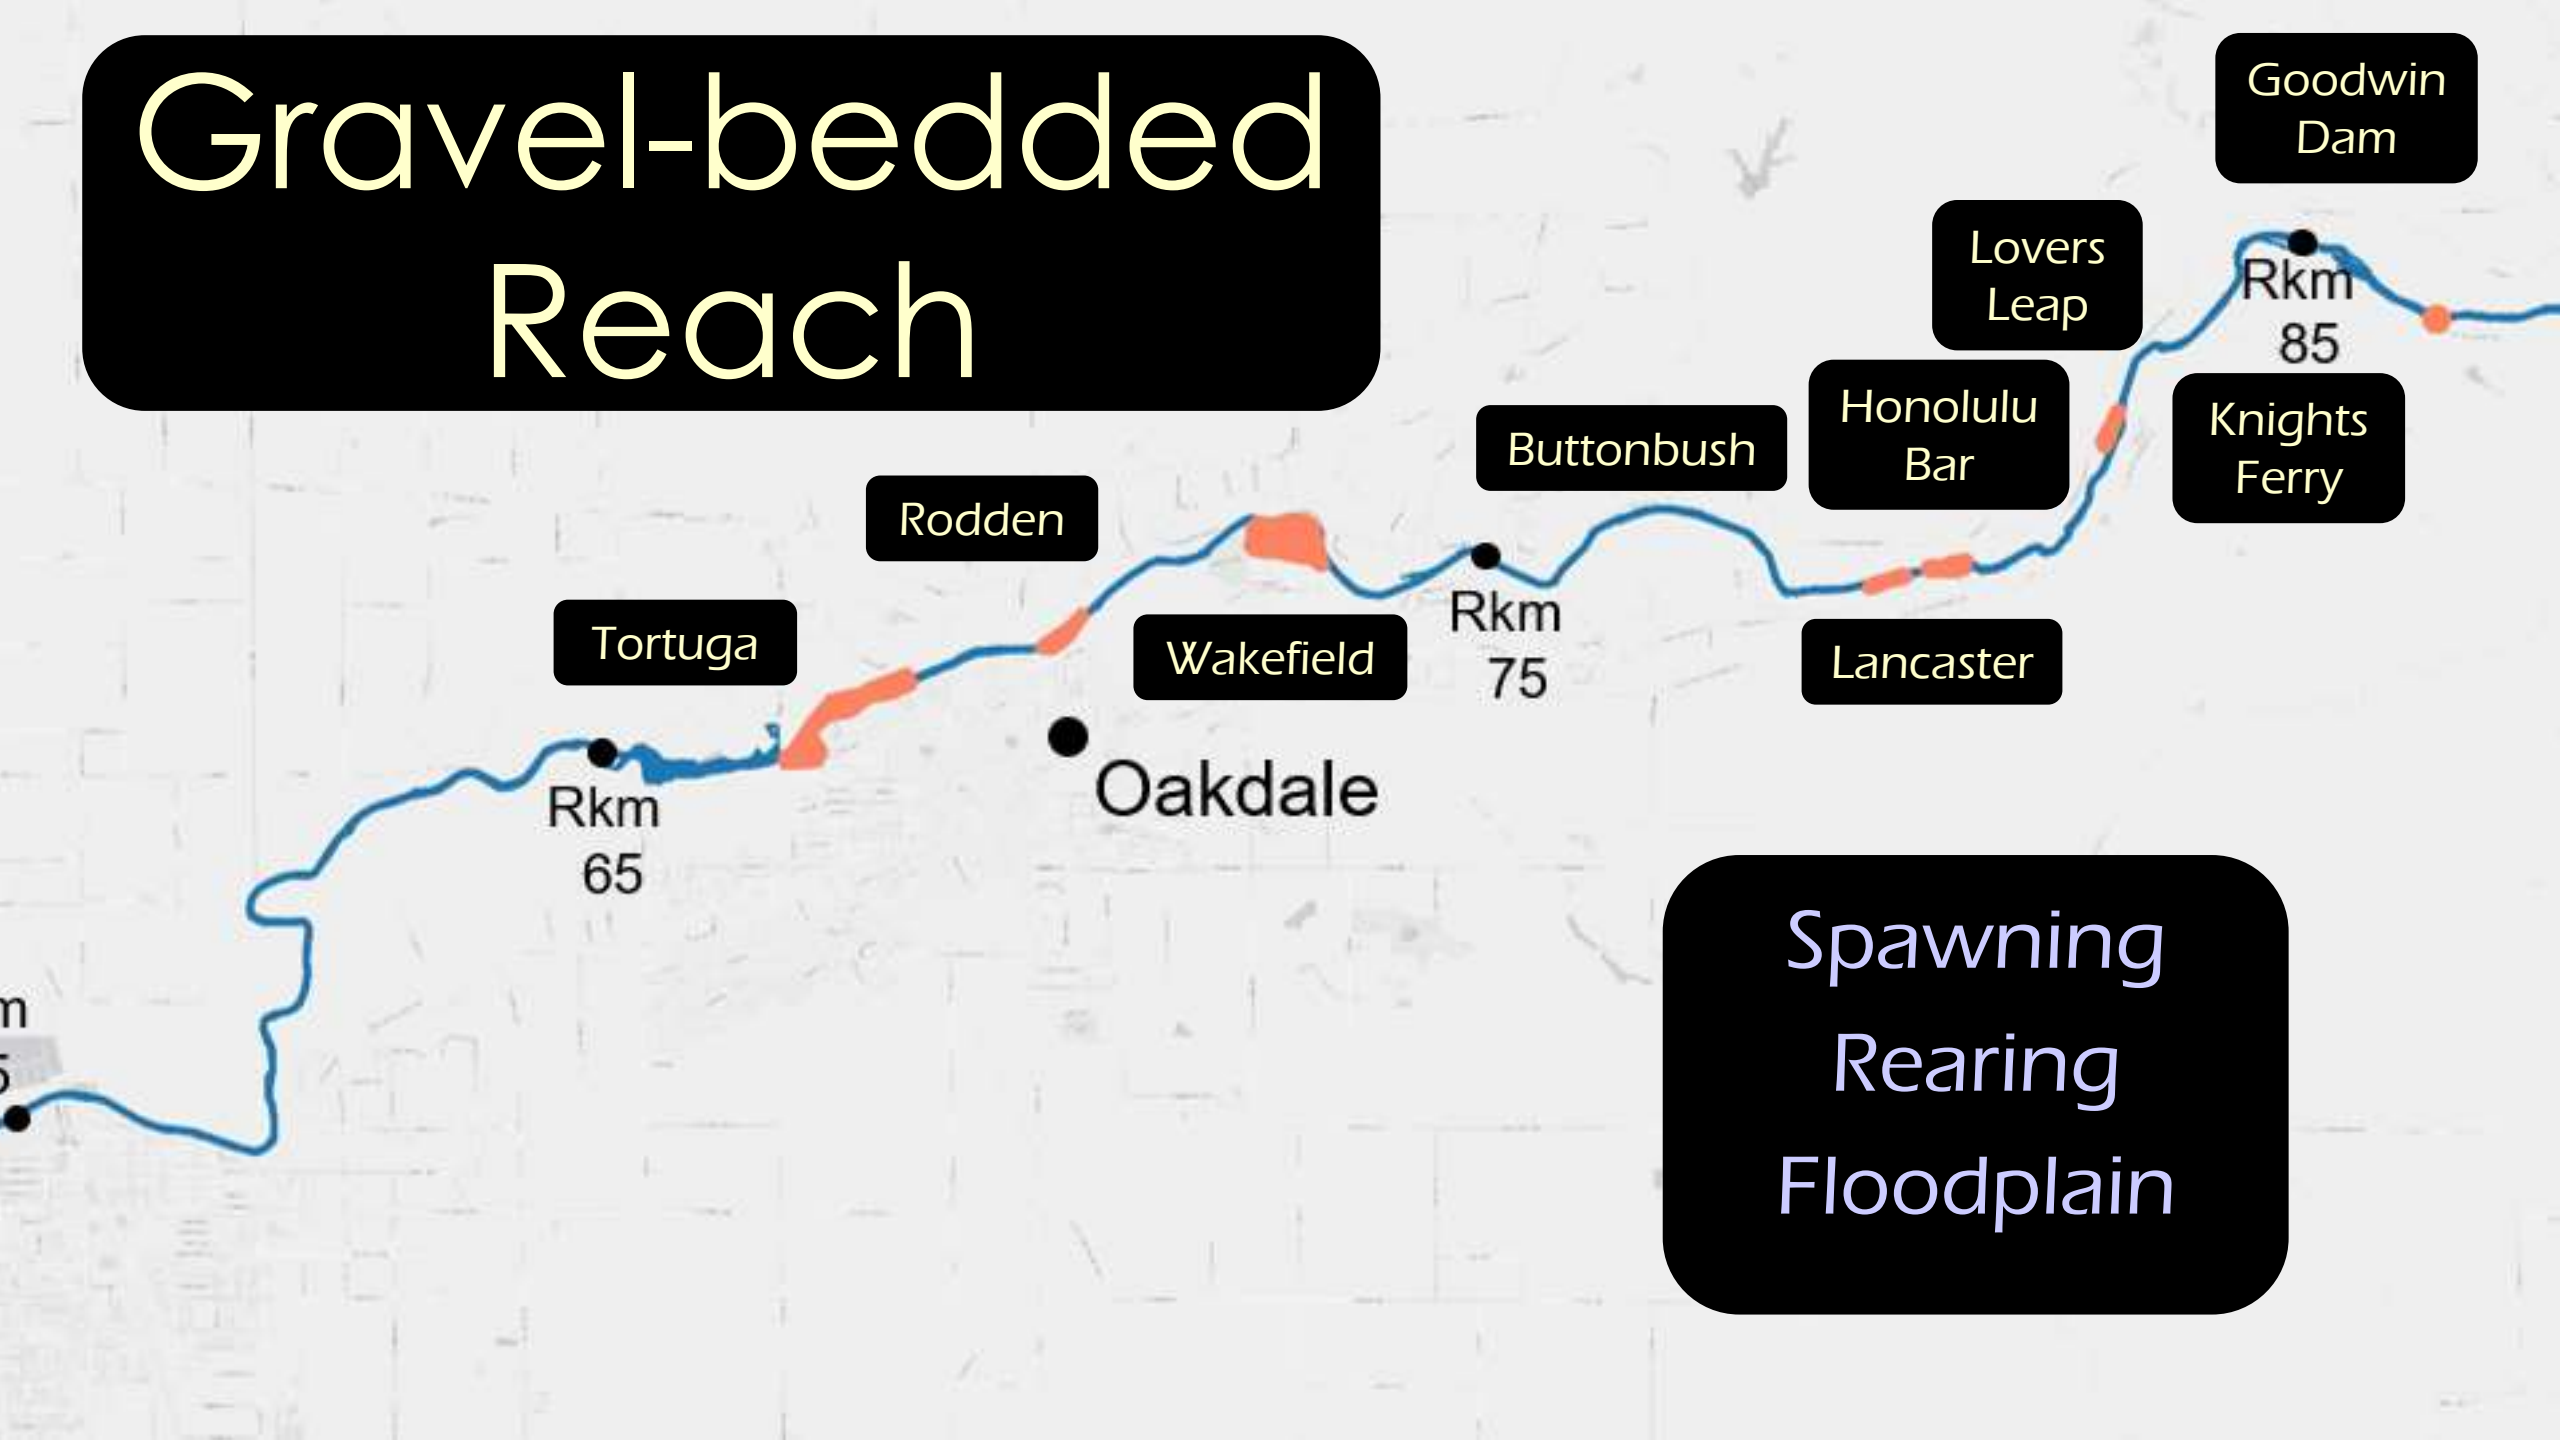 Gravel-bedded
Reach
Goodwin
Dam
Lovers
Leap
Rkm
85
Honolulu
Bar
Knights
Ferry
Buttonbush
Rodden
Rkm
75
Wakefield
Lancaster
Tortuga
Oakdale
Rkm
65
Spawning
Rearing
Floodplain
m
5